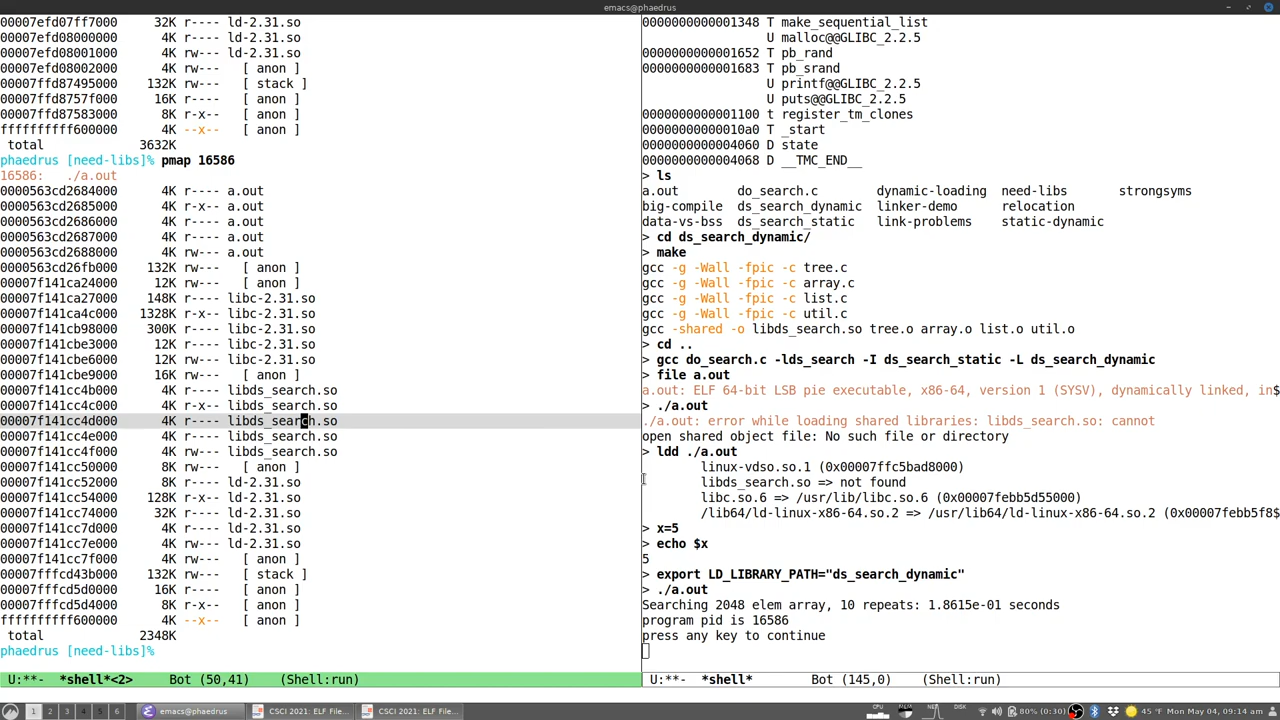 emacs@phaedrus
00007efd07ff7000 32K r---- ld-2.31.so
00007efd08000000 4K r---- ld-2.31.so
00007efd08001000 4K rw--- ld-2.31.so
00007efd08002000 4K rw--- [ anon ]
00007ffd87495000 132K rw--- [ stack ]
00007ffd8757f000 16K r---- [ anon ]
00007ffd87583000 8K r-x-- [ anon ]
ffffffffff600000 4K --x-- [ anon ]
total 3632K
phaedrus [need-libs]% pmap 16586
16586: ./a.out
0000563cd2684000 4K r---- a.out
0000563cd2685000 4K r-x-- a.out
0000563cd2686000 4K r---- a.out
0000563cd2687000 4K r---- a.out
0000563cd2688000 4K rw--- a.out
0000563cd26fb000 132K rw--- [ anon ]
00007f141ca24000 12K rw--- [ anon ]
00007f141ca27000 148K r---- libc-2.31.so
00007f141ca4c000 1328K r-x-- libc-2.31.so
00007f141cb98000 300K r---- libc-2.31.so
00007f141cbe3000 12K r---- libc-2.31.so
00007f141cbe6000 12K rw--- libc-2.31.so
00007f141cbe9000 16K rw--- [ anon ]
00007f141cc4b000 4K r---- libds_search.so
00007f141cc4c000 4K r-x-- libds_search.so
00007f141cc4d000 4K r---- libds_search.so
00007f141cc4e000 4K r---- libds_search.so
00007f141cc4f000 4K rw--- libds_search.so
00007f141cc50000 8K rw--- [ anon ]
00007f141cc52000 8K r---- ld-2.31.so
00007f141cc54000 128K r-x-- ld-2.31.so
00007f141cc74000 32K r---- ld-2.31.so
00007f141cc7d000 4K r---- ld-2.31.so
00007f141cc7e000 4K rw--- ld-2.31.so
00007f141cc7f000 4K rw--- [ anon ]
00007fffcd43b000 132K rw--- [ stack ]
00007fffcd5d0000 16K r---- [ anon ]
00007fffcd5d4000 8K r-x-- [ anon ]
ffffffffff600000 4K --x-- [ anon ]
total 2348K
phaedrus [need-libs]%
U:**- *shell*<2> Bot (50,41) (Shell:run)
0000000000001348 T make_sequential_list
U malloc@@GLIBC_2.2.5
0000000000001652 T pb_rand
0000000000001683 T pb_srand
U printf@@GLIBC_2.2.5
U puts@@GLIBC_2.2.5
0000000000001100 t register_tm_clones
00000000000010a0 T _start
0000000000004060 D state
0000000000004068 D __TMC_END__
> ls
a.out do_search.c dynamic-loading need-libs strongsyms
big-compile ds_search_dynamic linker-demo relocation
data-vs-bss ds_search_static link-problems static-dynamic
> cd ds_search_dynamic/
> make
gcc -g -Wall -fpic -c tree.c
gcc -g -Wall -fpic -c array.c
gcc -g -Wall -fpic -c list.c
gcc -g -Wall -fpic -c util.c
gcc -shared -o libds_search.so tree.o array.o list.o util.o
> cd ..
> gcc do_search.c -lds_search -I ds_search_static -L ds_search_dynamic
> file a.out
a.out: ELF 64-bit LSB pie executable, x86-64, version 1 (SYSV), dynamically linked, in$
> ./a.out
./a.out: error while loading shared libraries: libds_search.so: cannot
open shared object file: No such file or directory
> ldd ./a.out
linux-vdso.so.1 (0x00007ffc5bad8000)
libds_search.so => not found
libc.so.6 => /usr/lib/libc.so.6 (0x00007febb5d55000)
/lib64/ld-linux-x86-64.so.2 => /usr/lib64/ld-linux-x86-64.so.2 (0x00007febb5f8$
> x=5
> echo $x
5
> export LD_LIBRARY_PATH="ds_search_dynamic"
> ./a.out
Searching 2048 elem array, 10 repeats: 1.8615e-01 seconds
program pid is 16586
press any key to continue
U:**- *shell* Bot (145,0) (Shell:run)
1 2 3 4 5 6 emacs@phaedrus CSCI 2021: ELF File... CSCI 2021: ELF File... CPU NET DISK 80% (0:30) 45 °F Mon May 04, 09:14 am